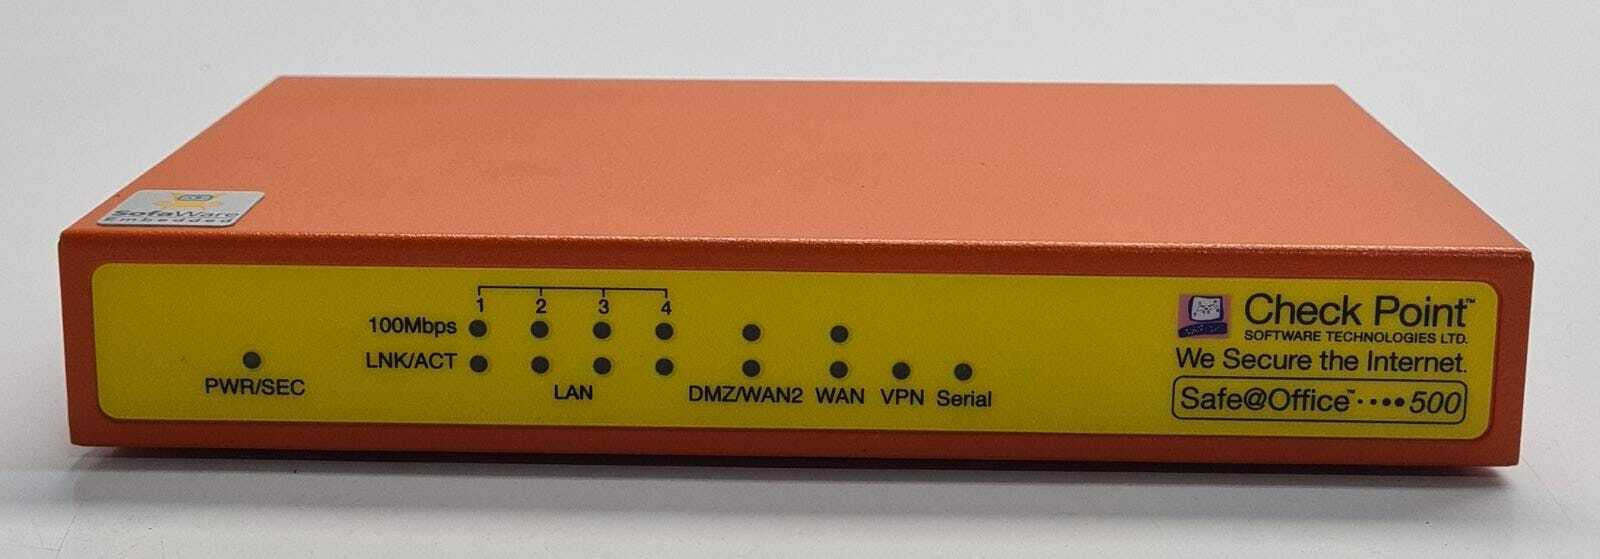 SofaWare
Embedded
1 2 3 4
100Mbps
LNK/ACT
PWR/SEC
LAN
DMZ/WAN2
WAN
VPN
Serial
Check Point™
SOFTWARE TECHNOLOGIES LTD.
We Secure the Internet.
Safe@Office™····500